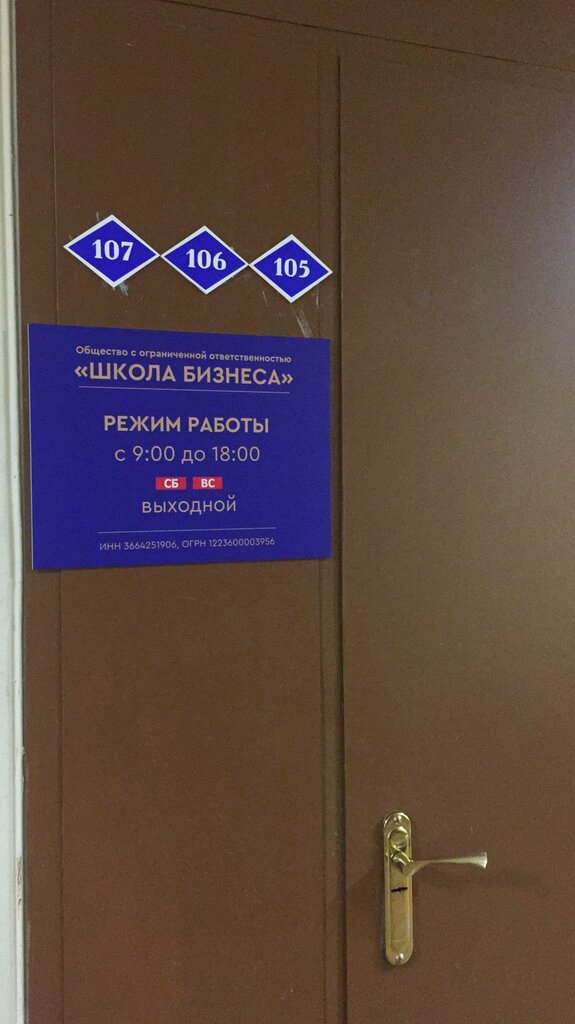 107 106 105
Общество с ограниченной ответственностью
«ШКОЛА БИЗНЕСА»
РЕЖИМ РАБОТЫ
с 9:00 до 18:00
СБ ВС
ВЫХОДНОЙ
ИНН 3664251906, ОГРН 1223600003956